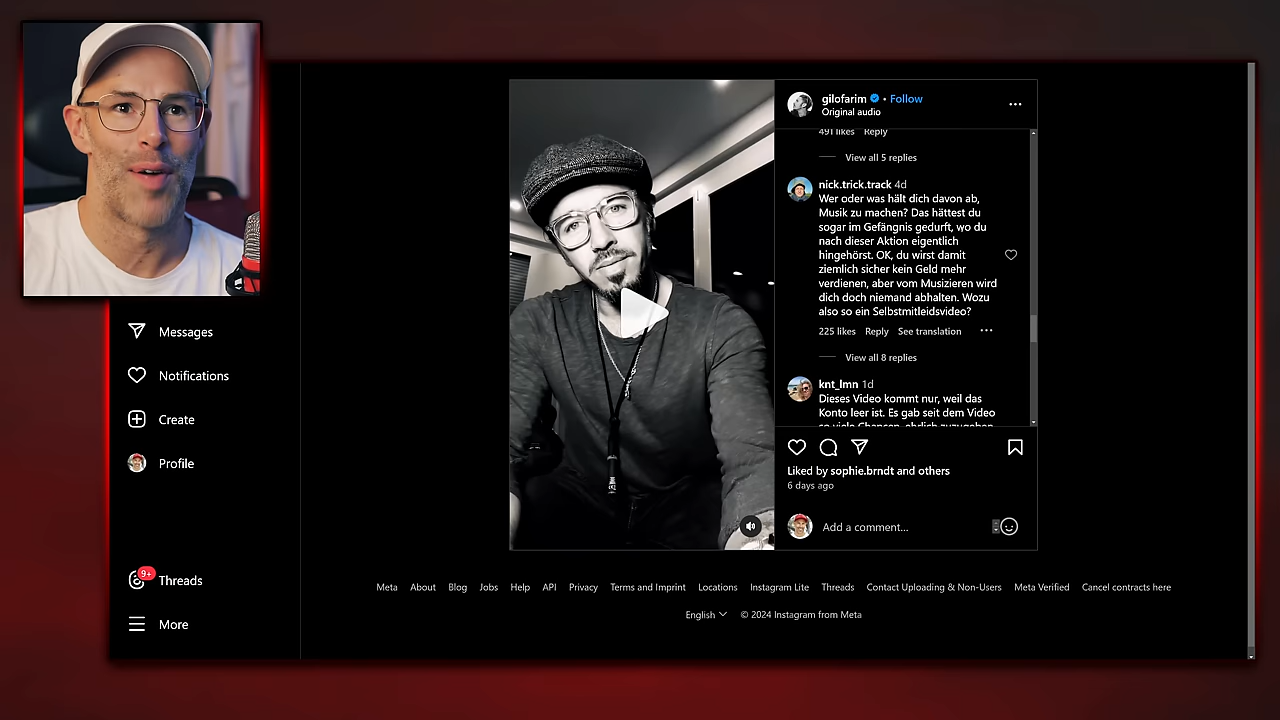 gilofarim • Follow
Original audio
491 likes Reply
View all 5 replies
nick.trick.track 4d
Wer oder was hält dich davon ab,
Musik zu machen? Das hättest du
sogar im Gefängnis gedurft, wo du
nach dieser Aktion eigentlich
hingehörst. OK, du wirst damit
ziemlich sicher kein Geld mehr
verdienen, aber vom Musizieren wird
dich doch niemand abhalten. Wozu
also so ein Selbstmitleidsvideo?
225 likes Reply See translation
View all 8 replies
knt_lmn 1d
Dieses Video kommt nur, weil das
Konto leer ist. Es gab seit dem Video
so viele Chancen, ehrlich zuzugeben
Liked by sophie.brndt and others
6 days ago
Add a comment...
Messages
Notifications
Create
Profile
9+
Threads
More
Meta About Blog Jobs Help API Privacy Terms and Imprint Locations Instagram Lite Threads Contact Uploading & Non-Users Meta Verified Cancel contracts here
English © 2024 Instagram from Meta